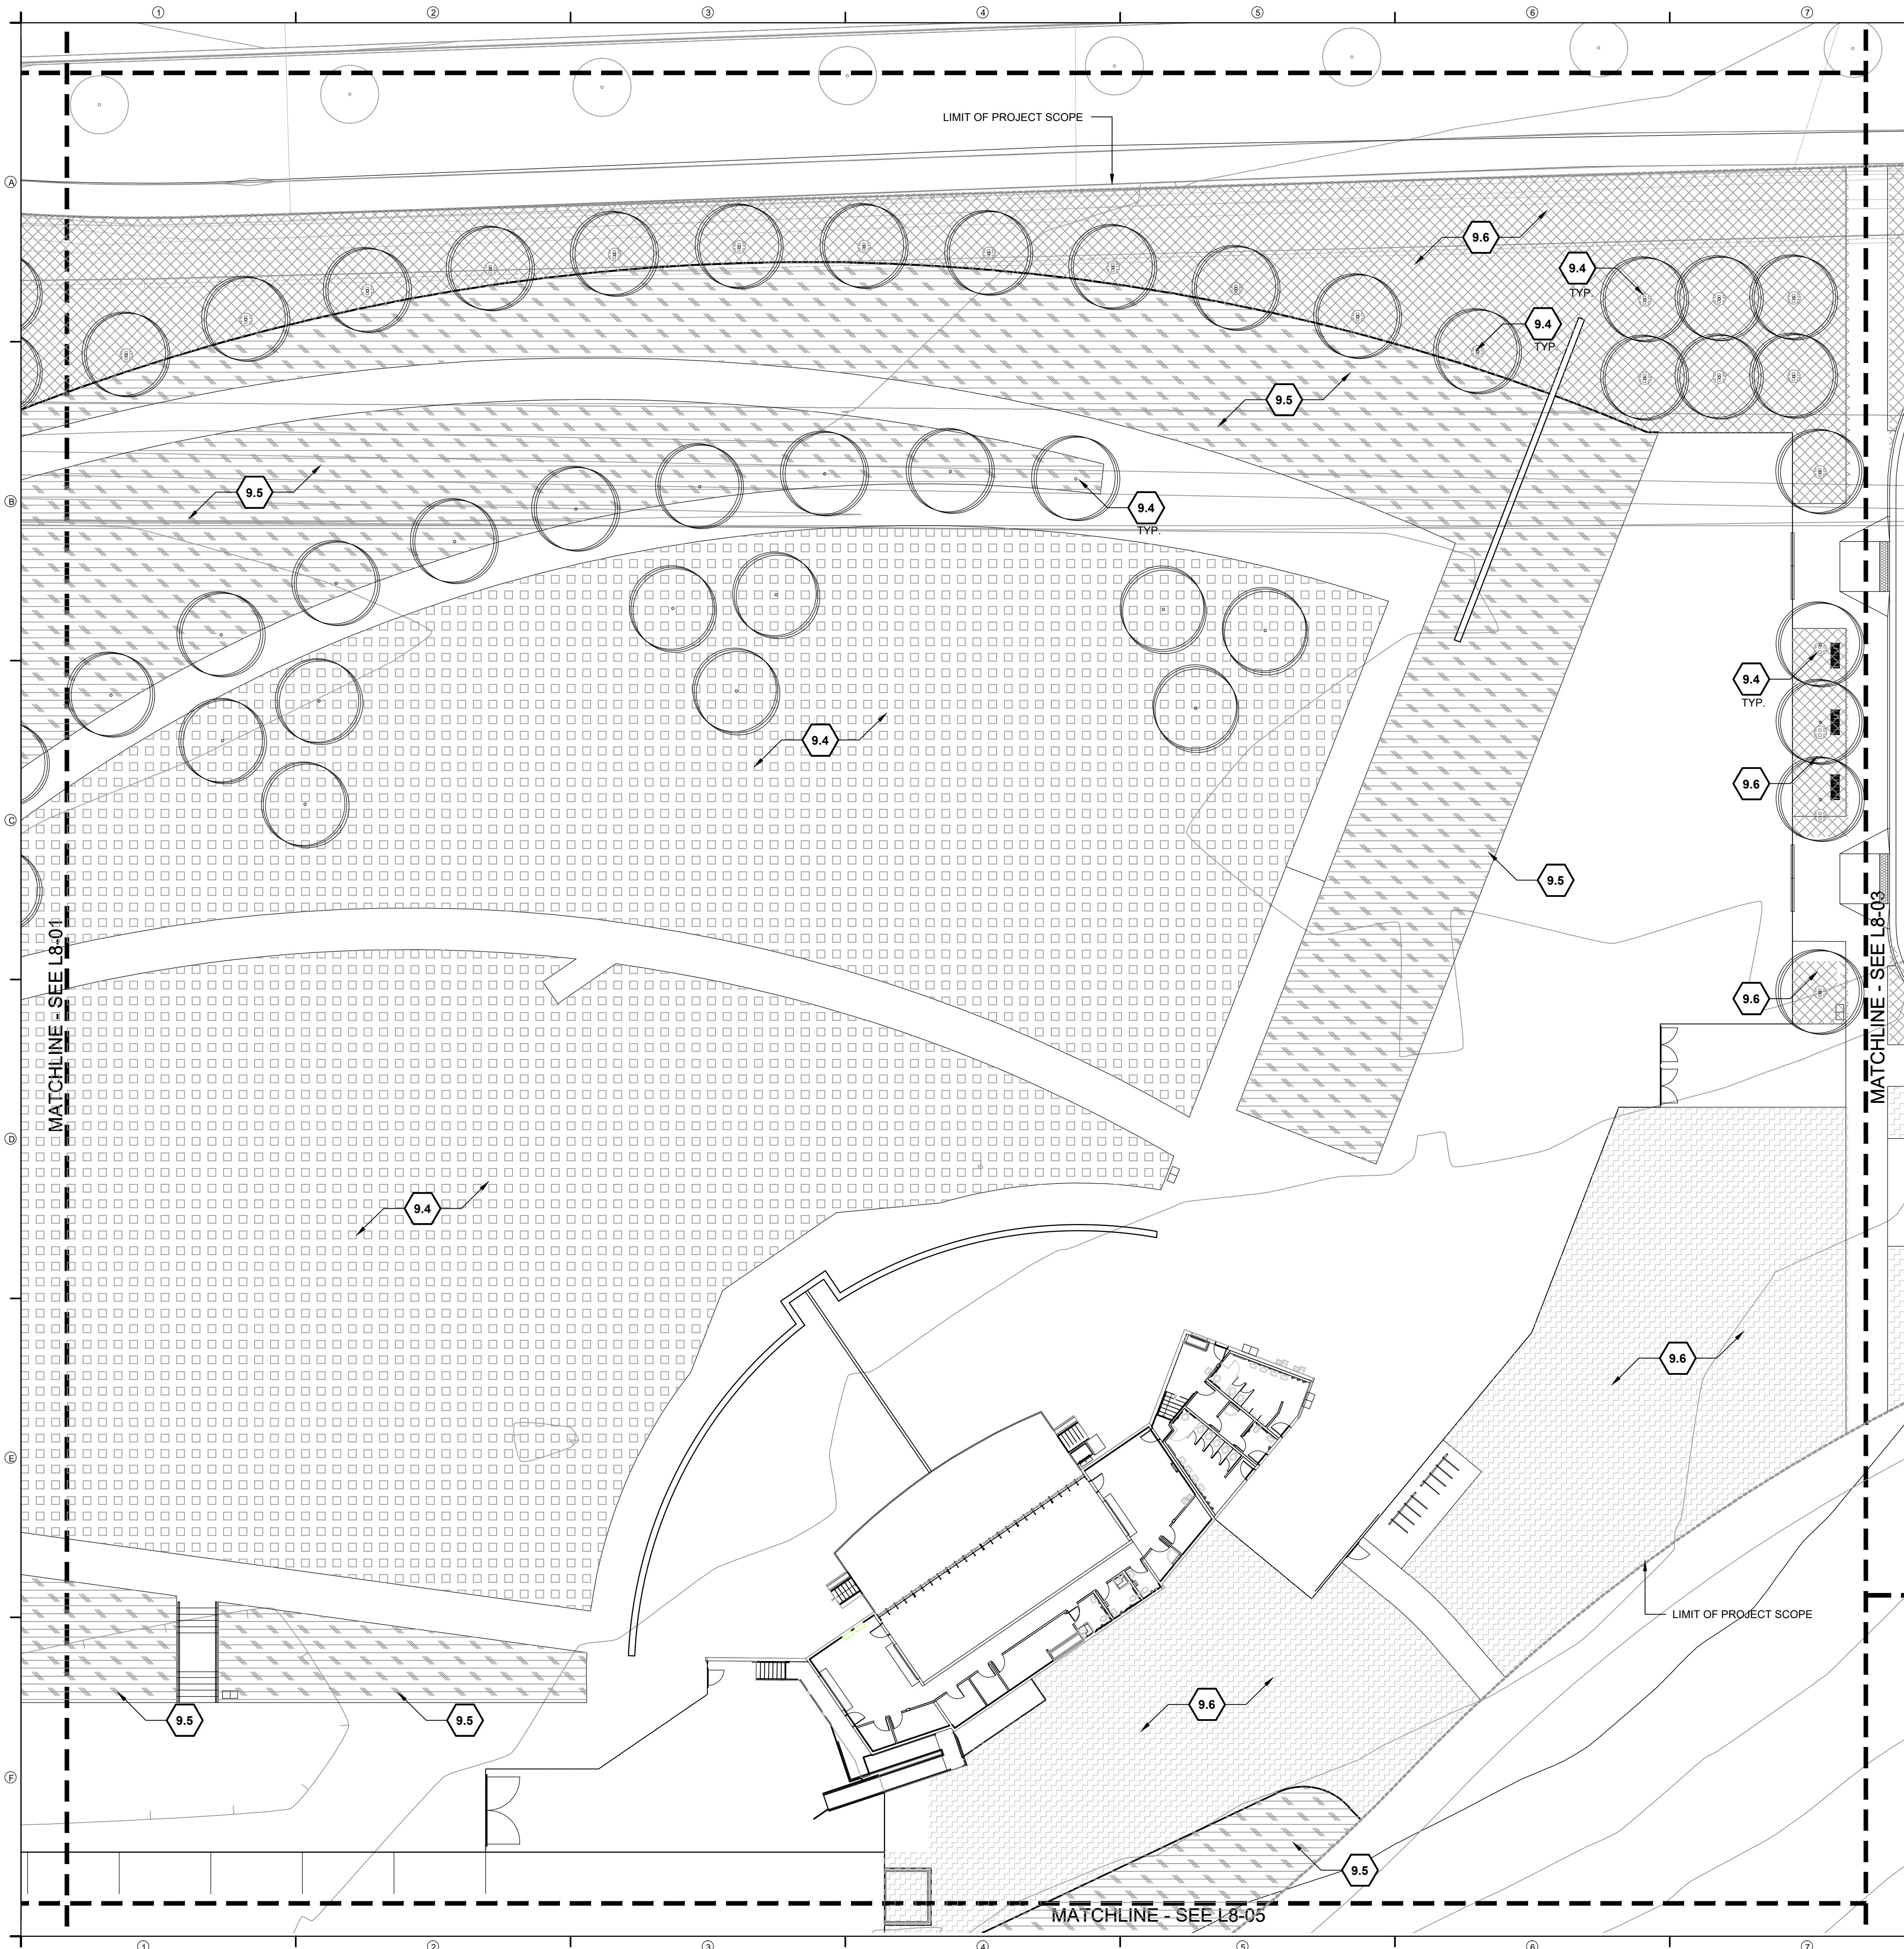 1 2 3 4 5 6 7
LIMIT OF PROJECT SCOPE
A
9.6
9.4
TYP.
9.4
TYP.
9.5
9.5
B
9.4
TYP.
9.4
TYP.
9.4
9.6
C
9.5
MATCHLINE - SEE L8-01
MATCHLINE - SEE L8-03
9.6
D
9.4
9.6
E
LIMIT OF PROJECT SCOPE
9.6
9.5
9.5
F
9.5
MATCHLINE - SEE L8-05
1 2 3 4 5 6 7